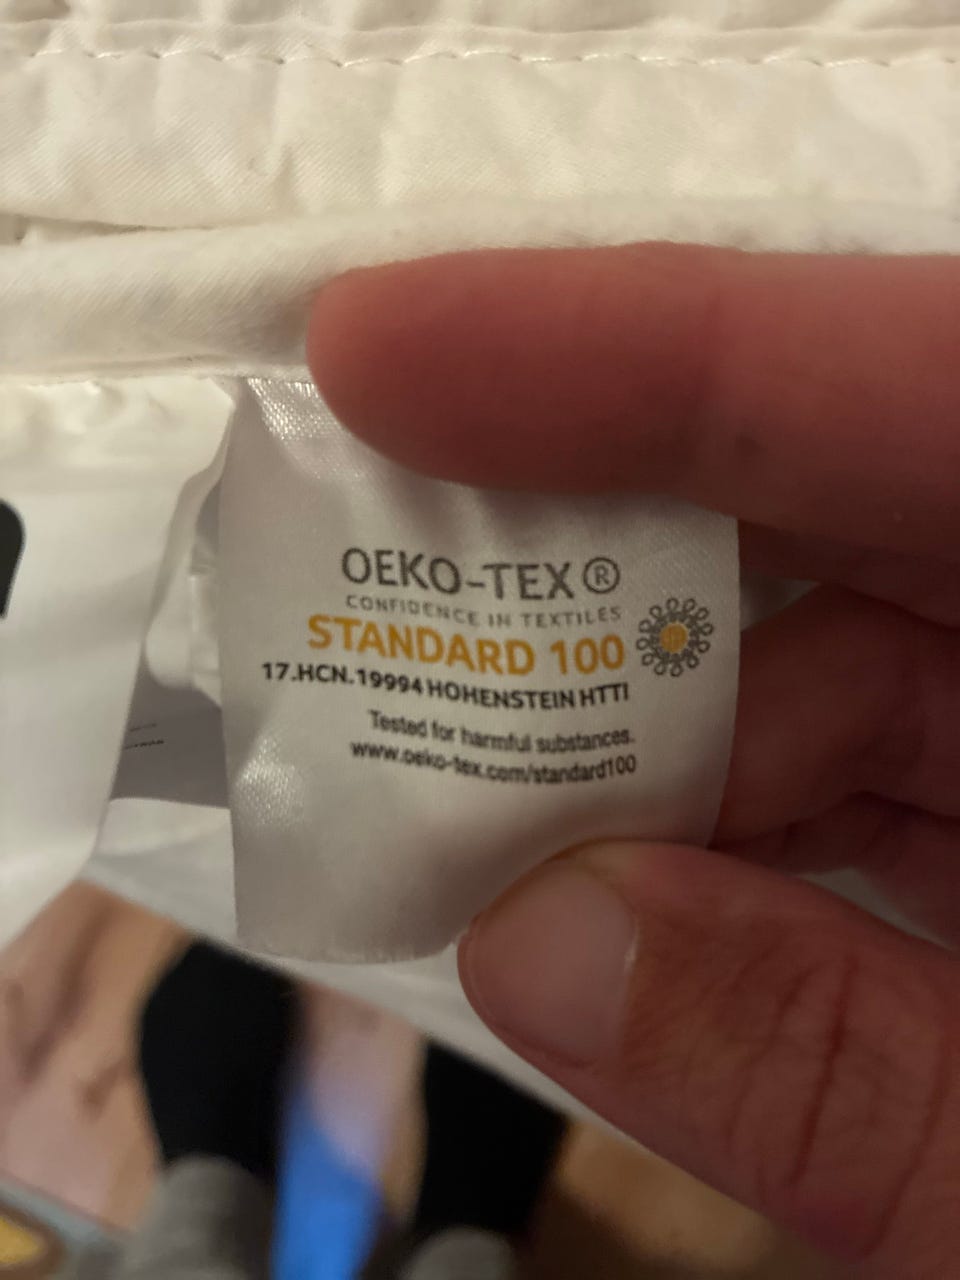 OEKO-TEX®
CONFIDENCE IN TEXTILES
STANDARD 100
17.HCN.19994 HOHENSTEIN HTTI
Tested for harmful substances.
www.oeko-tex.com/standard100